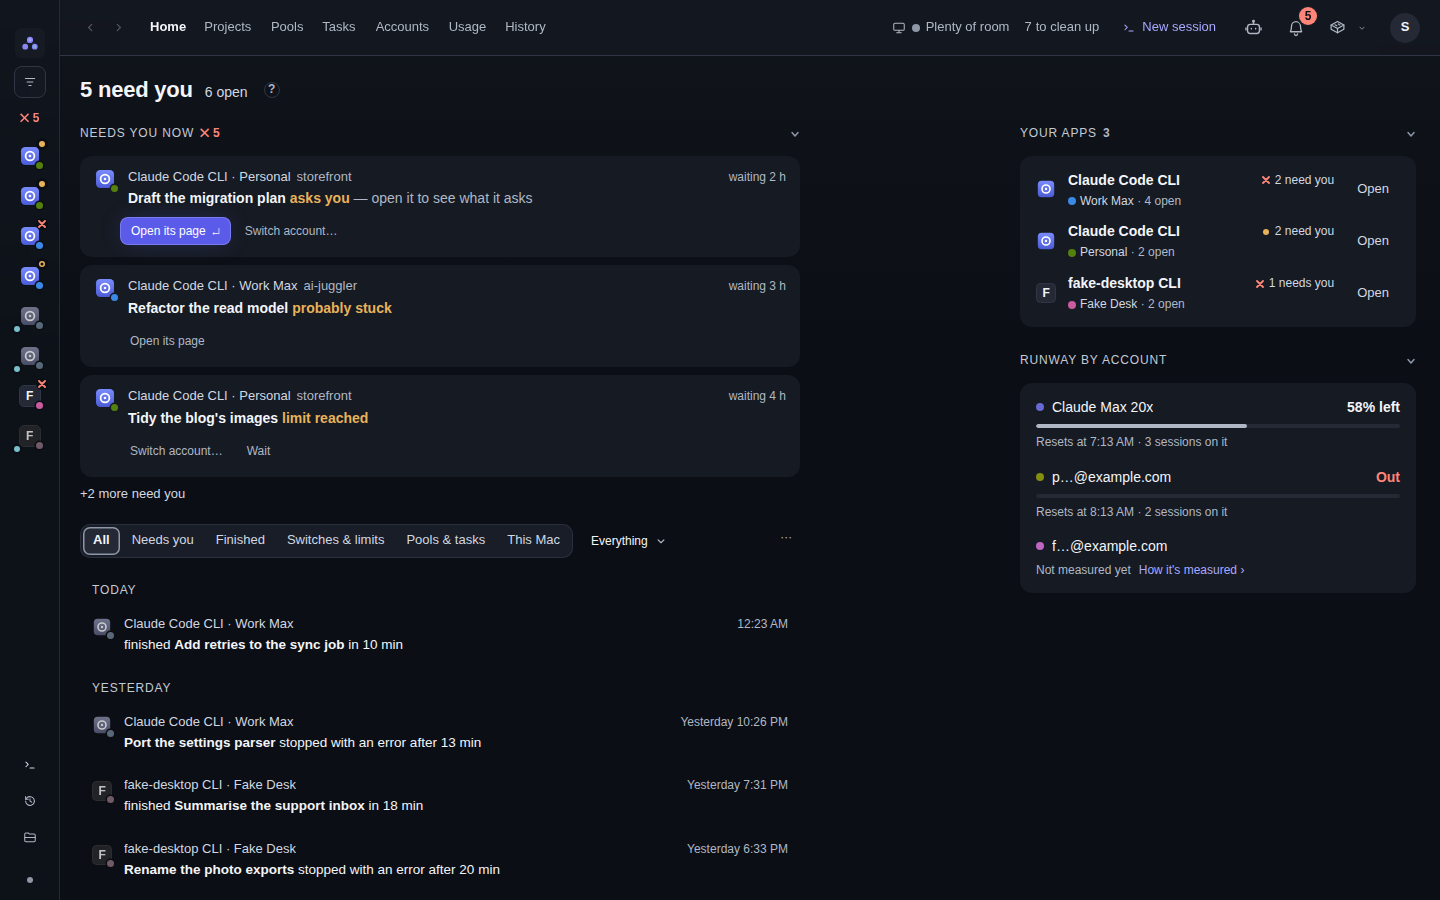 Home Projects Pools Tasks Accounts Usage History
Plenty of room 7 to clean up New session 5 S
5
F
F
5 need you 6 open ?
NEEDS YOU NOW 5
Claude Code CLI · Personal storefront waiting 2 h
Draft the migration plan asks you — open it to see what it asks
Open its page Switch account…
Claude Code CLI · Work Max ai-juggler waiting 3 h
Refactor the read model probably stuck
Open its page
Claude Code CLI · Personal storefront waiting 4 h
Tidy the blog's images limit reached
Switch account… Wait
+2 more need you
All Needs you Finished Switches & limits Pools & tasks This Mac Everything ...
TODAY
Claude Code CLI · Work Max 12:23 AM
finished Add retries to the sync job in 10 min
YESTERDAY
Claude Code CLI · Work Max Yesterday 10:26 PM
Port the settings parser stopped with an error after 13 min
F fake-desktop CLI · Fake Desk Yesterday 7:31 PM
finished Summarise the support inbox in 18 min
F fake-desktop CLI · Fake Desk Yesterday 6:33 PM
Rename the photo exports stopped with an error after 20 min
YOUR APPS 3
Claude Code CLI 2 need you Open
Work Max · 4 open
Claude Code CLI 2 need you Open
Personal · 2 open
F fake-desktop CLI 1 needs you Open
Fake Desk · 2 open
RUNWAY BY ACCOUNT
Claude Max 20x 58% left
Resets at 7:13 AM · 3 sessions on it
p…@example.com Out
Resets at 8:13 AM · 2 sessions on it
f…@example.com
Not measured yet How it's measured ›